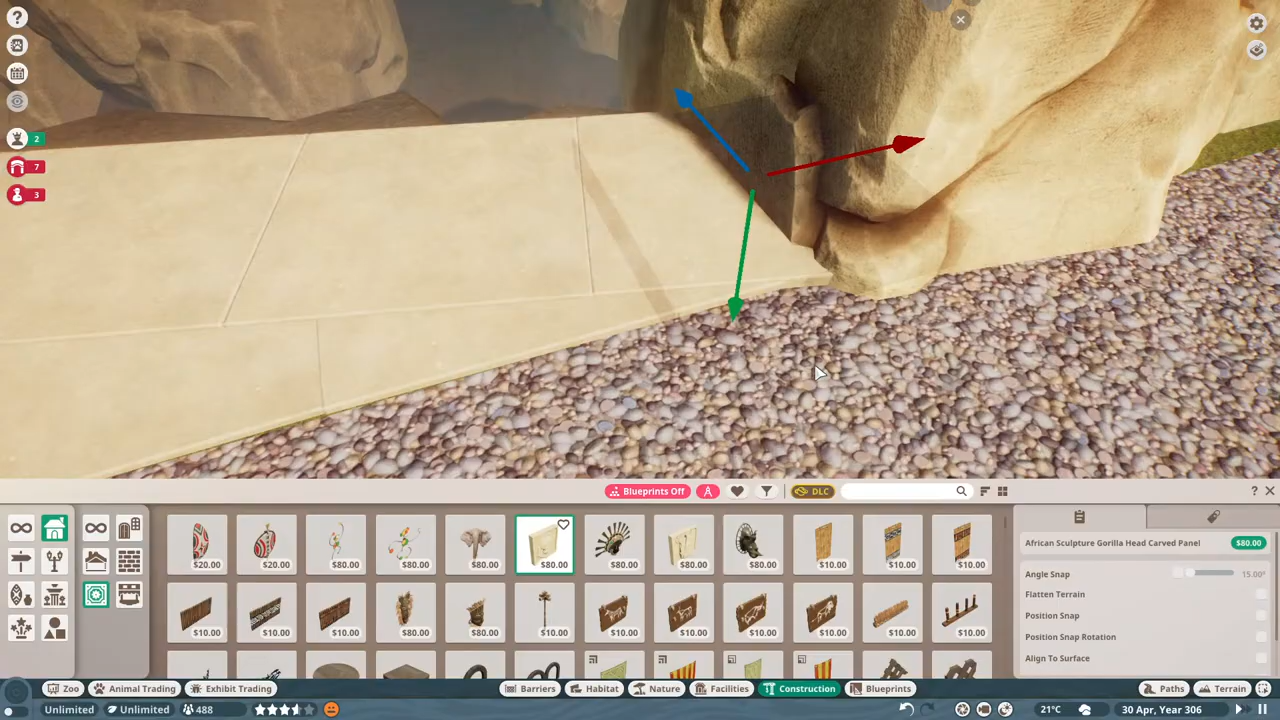 ?
2
7
3
Blueprints Off
DLC
? ×
$20.00 $20.00 $80.00 $80.00 $80.00 $80.00 $80.00 $80.00 $80.00 $10.00 $10.00 $10.00
$10.00 $10.00 $10.00 $80.00 $80.00 $10.00 $10.00 $10.00 $10.00 $10.00 $10.00 $10.00
African Sculpture Gorilla Head Carved Panel $80.00
Angle Snap 15.00°
Flatten Terrain
Position Snap
Position Snap Rotation
Align To Surface
Zoo Animal Trading Exhibit Trading Barriers Habitat Nature Facilities Construction Blueprints Paths Terrain
Unlimited Unlimited 488 21°C 30 Apr, Year 306